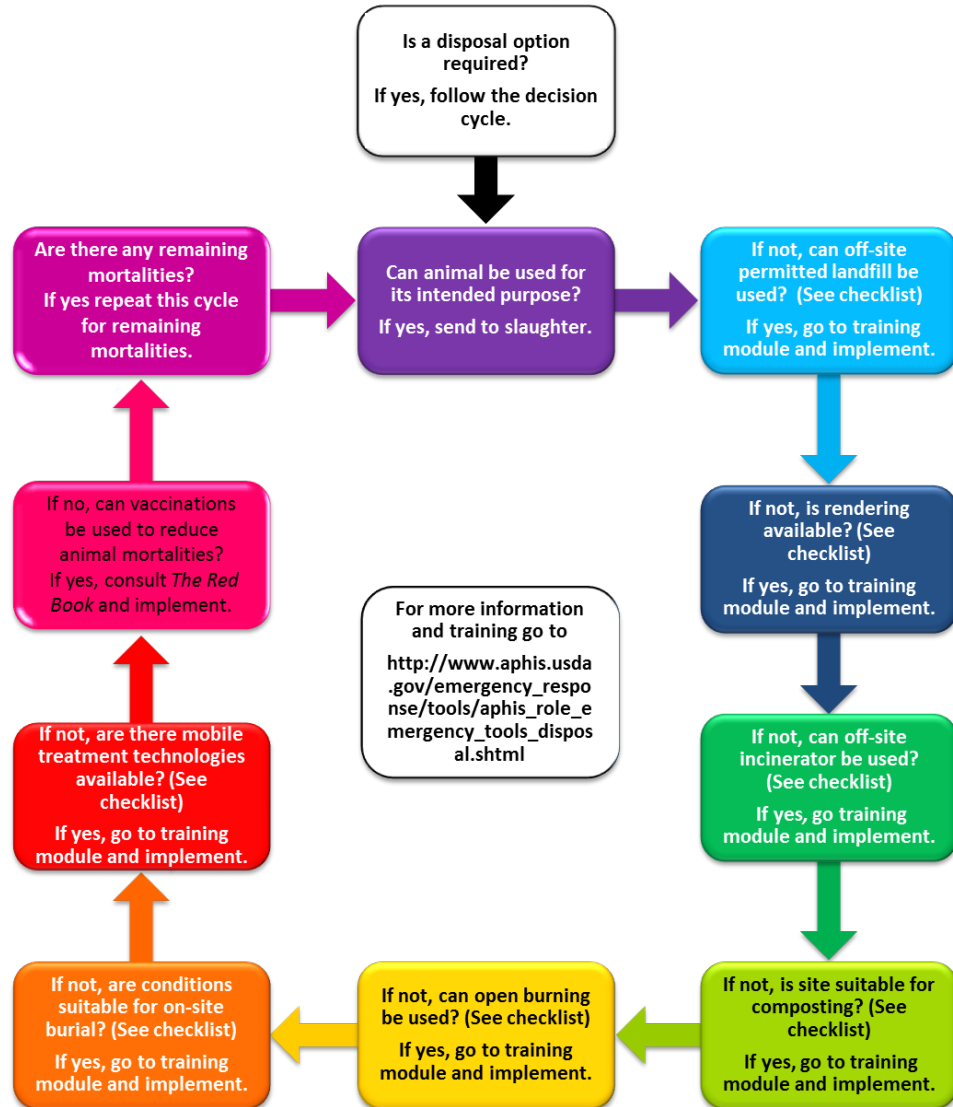 Is a disposal option
required?
If yes, follow the decision
cycle.
Are there any remaining
mortalities?
If yes repeat this cycle
for remaining
mortalities.
Can animal be used for
its intended purpose?
If yes, send to slaughter.
If not, can off-site
permitted landfill be
used? (See checklist)
If yes, go to training
module and implement.
If not, is rendering
available? (See
checklist)
If yes, go to training
module and implement.
If not, can off-site
incinerator be used?
(See checklist)
If yes, go training
module and implement.
If not, is site suitable for
composting? (See
checklist)
If yes, go to training
module and implement.
If not, can open burning
be used? (See checklist)
If yes, go to training
module and implement.
If not, are conditions
suitable for on-site
burial? (See checklist)
If yes, go to training
module and implement.
If not, are there mobile
treatment technologies
available? (See
checklist)
If yes, go to training
module and implement.
If no, can vaccinations
be used to reduce
animal mortalities?
If yes, consult The Red
Book and implement.
For more information
and training go to
http://www.aphis.usda
.gov/emergency_respo
nse/tools/aphis_role_e
mergency_tools_dispos
al.shtml